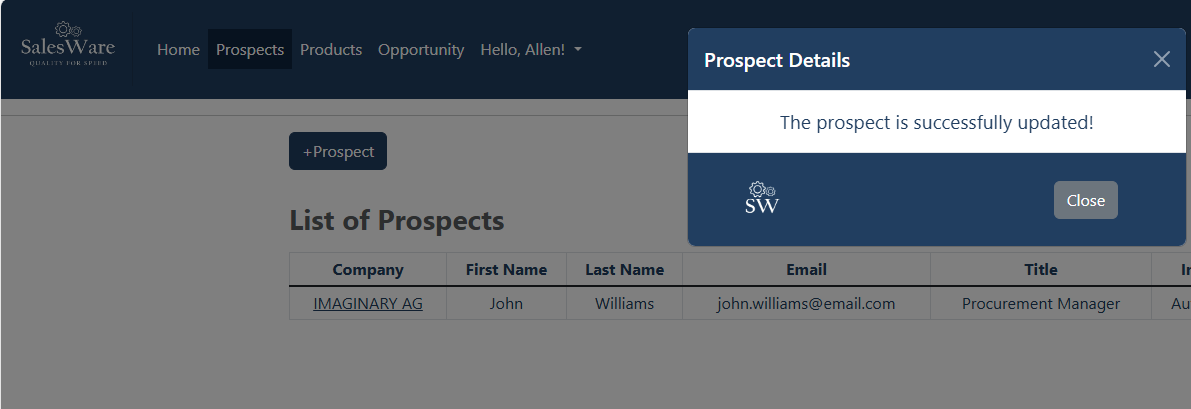 SalesWare
QUALITY FOR SPEED
Home Prospects Products Opportunity Hello, Allen!
Prospect Details
The prospect is successfully updated!
SW
Close
+Prospect
List of Prospects
Company First Name Last Name Email Title
IMAGINARY AG John Williams john.williams@email.com Procurement Manager Au